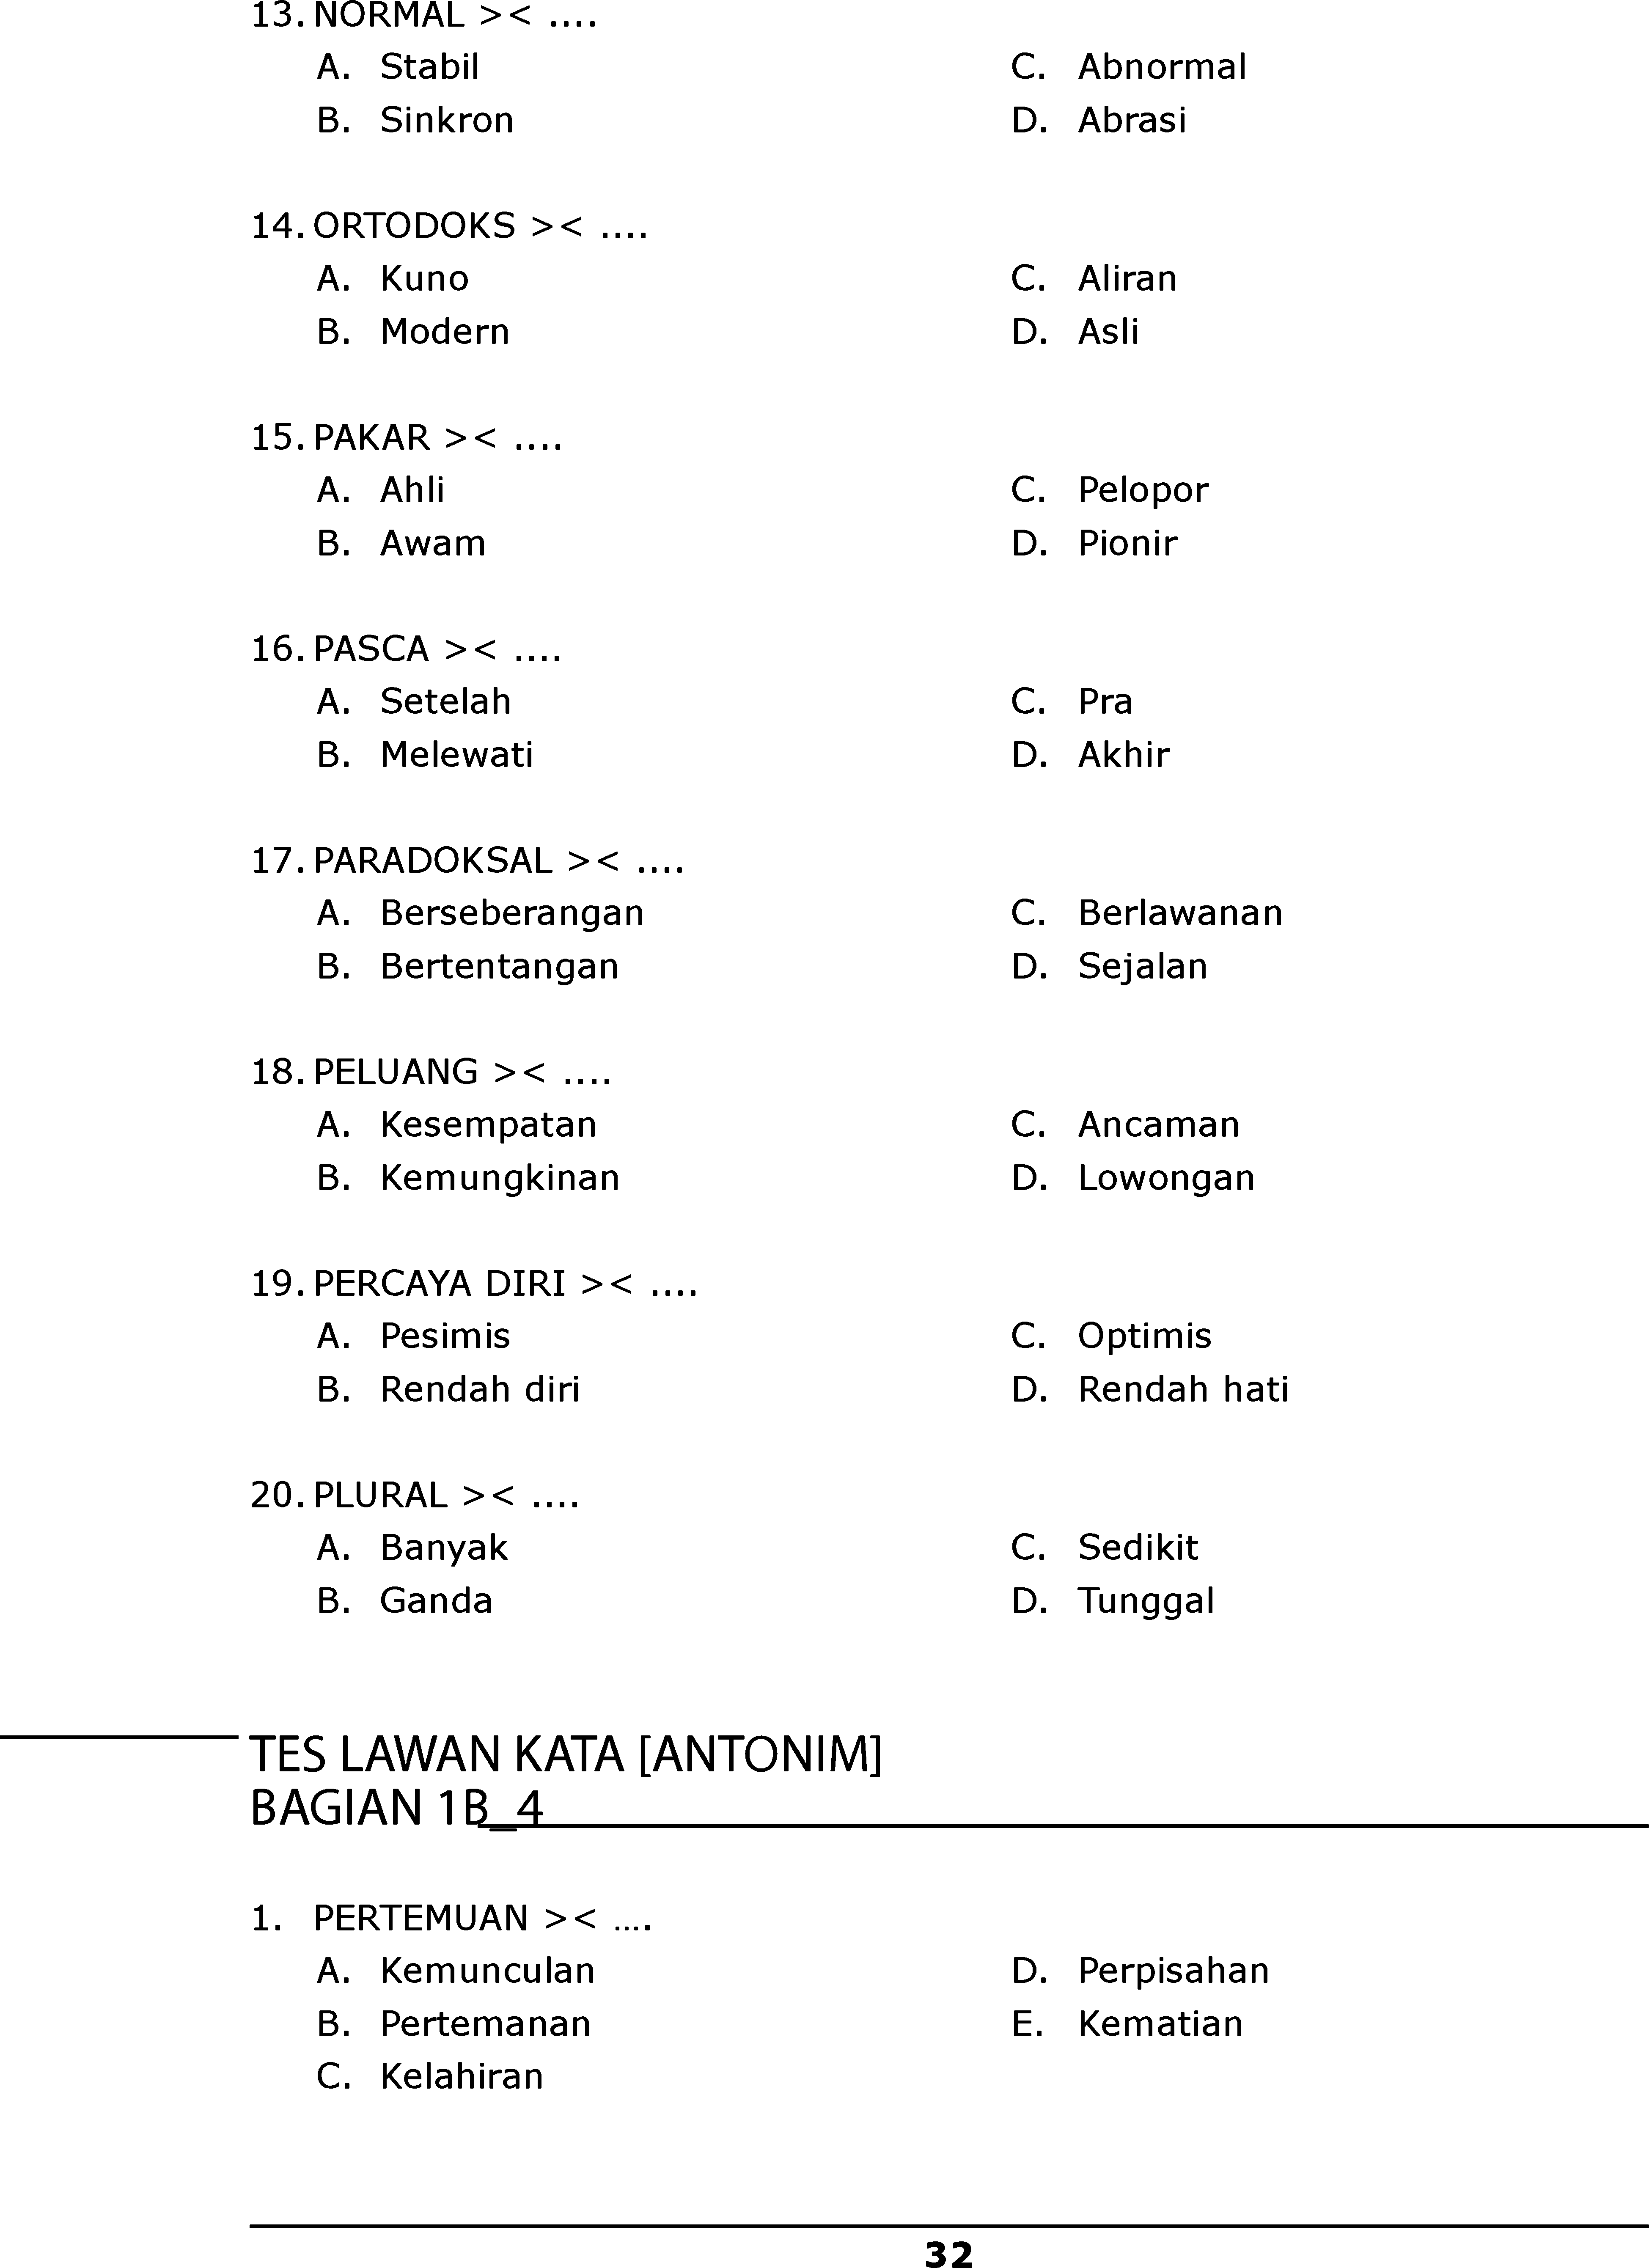 13. NORMAL >< ....
A. Stabil
C. Abnormal
B. Sinkron
D. Abrasi
14. ORTODOKS >< ....
A. Kuno
C. Aliran
B. Modern
D. Asli
15. PAKAR >< ....
A. Ahli
C. Pelopor
B. Awam
D. Pionir
16. PASCA >< ....
A. Setelah
C. Pra
B. Melewati
D. Akhir
17. PARADOKSAL >< ....
A. Berseberangan
C. Berlawanan
B. Bertentangan
D. Sejalan
18. PELUANG >< ....
A. Kesempatan
C. Ancaman
B. Kemungkinan
D. Lowongan
19. PERCAYA DIRI >< ....
A. Pesimis
C. Optimis
B. Rendah diri
D. Rendah hati
20. PLURAL >< ....
A. Banyak
C. Sedikit
B. Ganda
D. Tunggal
TES LAWAN KATA [ANTONIM]
BAGIAN 1B_4
1. PERTEMUAN >< ....
A. Kemunculan
D. Perpisahan
B. Pertemanan
E. Kematian
C. Kelahiran
32